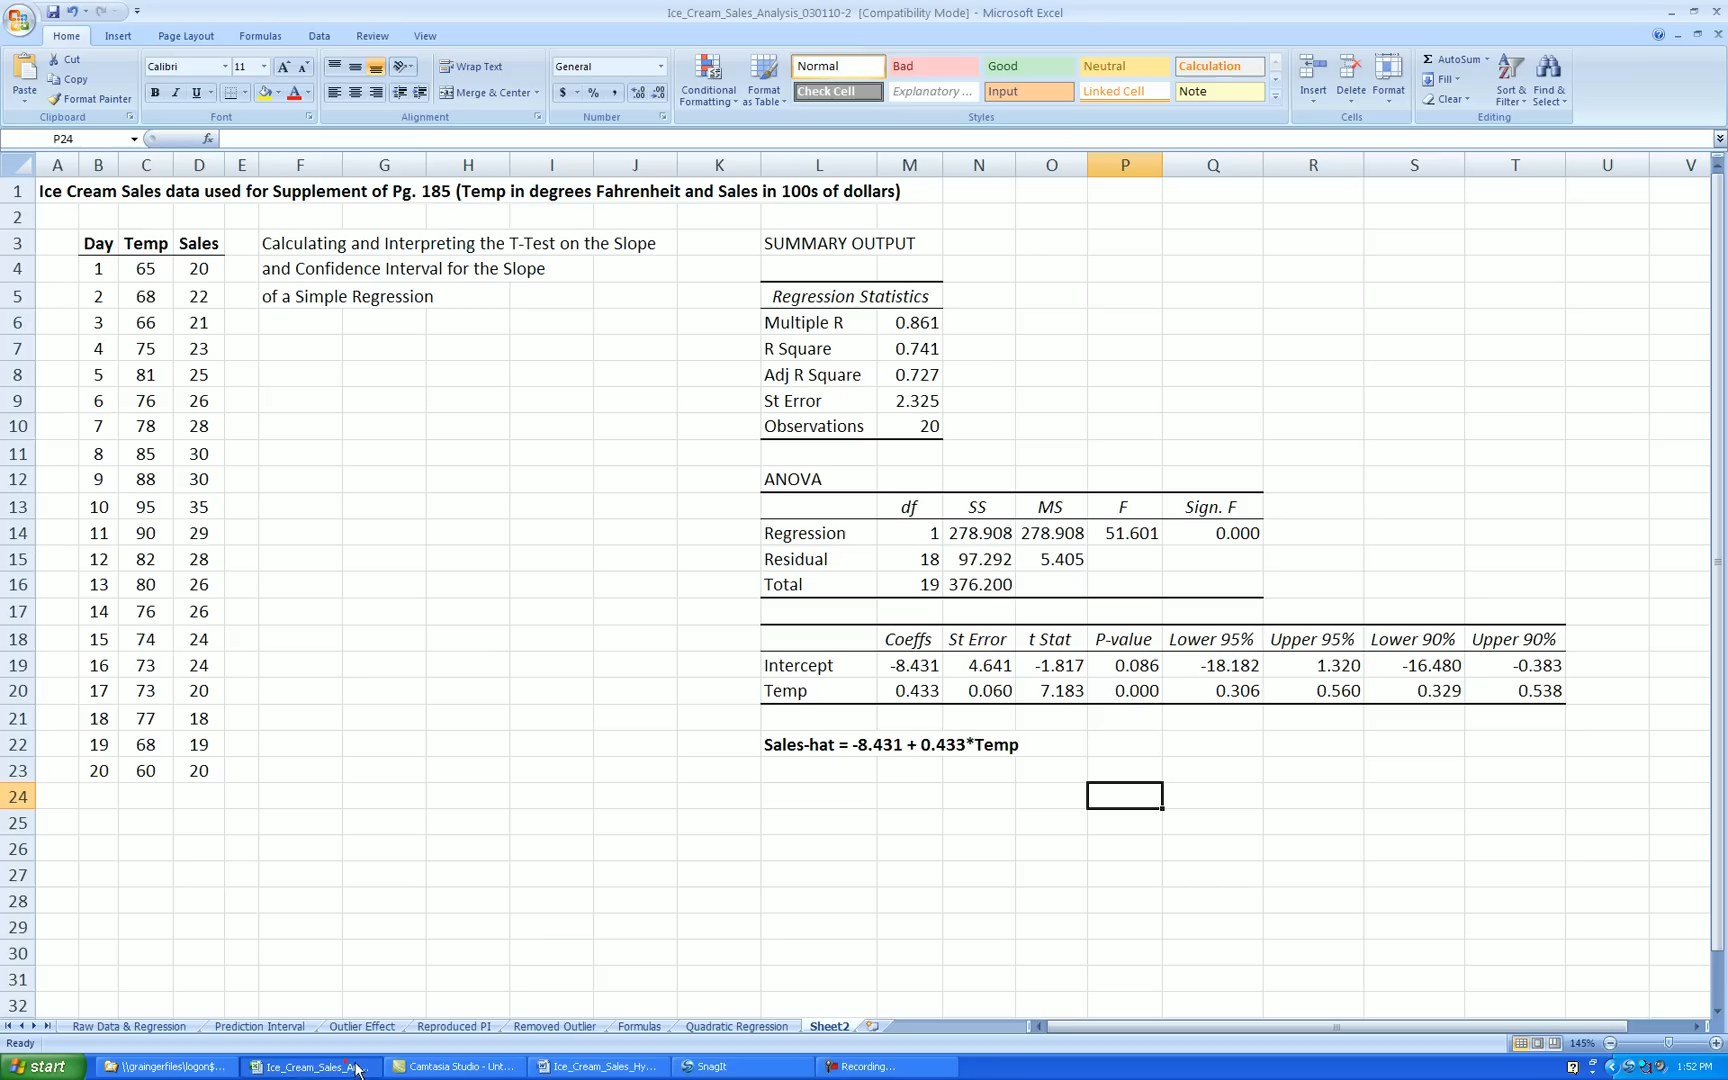 Ice_Cream_Sales_Analysis_030110-2 [Compatibility Mode] - Microsoft Excel
Home Insert Page Layout Formulas Data Review View
Paste Cut Copy Format Painter Clipboard
Calibri 11 B I U Font
Wrap Text Merge & Center Alignment
General $ % , Number
Conditional Formatting Format as Table
Normal Bad Good Neutral Calculation
Check Cell Explanatory ... Input Linked Cell Note
Styles
Insert Delete Format Cells
AutoSum Fill Clear Sort & Filter Find & Select Editing
P24 fx
A B C D E F G H I J K L M N O P Q R S T U V
1 Ice Cream Sales data used for Supplement of Pg. 185 (Temp in degrees Fahrenheit and Sales in 100s of dollars)
2
3 Day Temp Sales Calculating and Interpreting the T-Test on the Slope SUMMARY OUTPUT
4 1 65 20 and Confidence Interval for the Slope
5 2 68 22 of a Simple Regression Regression Statistics
6 3 66 21 Multiple R 0.861
7 4 75 23 R Square 0.741
8 5 81 25 Adj R Square 0.727
9 6 76 26 St Error 2.325
10 7 78 28 Observations 20
11 8 85 30
12 9 88 30 ANOVA
13 10 95 35 df SS MS F Sign. F
14 11 90 29 Regression 1 278.908 278.908 51.601 0.000
15 12 82 28 Residual 18 97.292 5.405
16 13 80 26 Total 19 376.200
17 14 76 26
18 15 74 24 Coeffs St Error t Stat P-value Lower 95% Upper 95% Lower 90% Upper 90%
19 16 73 24 Intercept -8.431 4.641 -1.817 0.086 -18.182 1.320 -16.480 -0.383
20 17 73 20 Temp 0.433 0.060 7.183 0.000 0.306 0.560 0.329 0.538
21 18 77 18
22 19 68 19 Sales-hat = -8.431 + 0.433*Temp
23 20 60 20
24
25
26
27
28
29
30
31
32
Raw Data & Regression Prediction Interval Outlier Effect Reproduced PI Removed Outlier Formulas Quadratic Regression Sheet2
Ready 145%
start \\graingerfiles\logon$... Ice_Cream_Sales_An... Camtasia Studio - Unt... Ice_Cream_Sales_Hy... SnagIt Recording... 1:52 PM